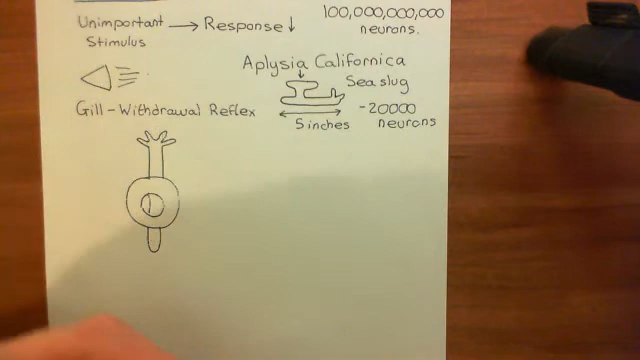 Unimportant → Response ↓
Stimulus
100,000,000,000
neurons.
Aplysia Californica
Sea slug
Gill-Withdrawal Reflex
5 inches
~20000
neurons